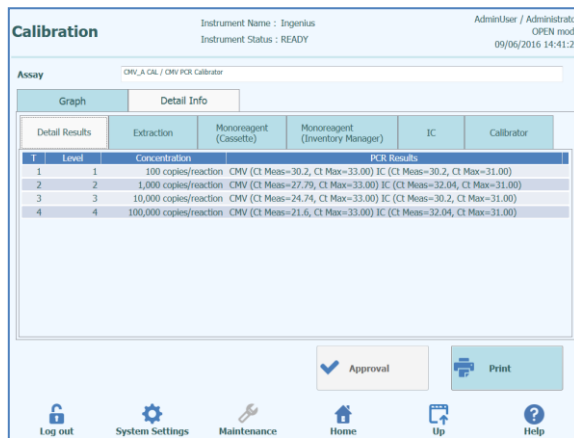 Calibration
Instrument Name : Ingenius
Instrument Status : READY
AdminUser / Administrato
OPEN mod
09/06/2016 14:41:2
Assay
CMV_A CAL / CMV PCR Calibrator
Graph
Detail Info
Detail Results
Extraction
Monoreagent
(Cassette)
Monoreagent
(Inventory Manager)
IC
Calibrator
T Level Concentration PCR Results
1 1 100 copies/reaction CMV (Ct Meas=30.2, Ct Max=33.00) IC (Ct Meas=30.2, Ct Max=31.00)
2 2 1,000 copies/reaction CMV (Ct Meas=27.79, Ct Max=33.00) IC (Ct Meas=32.04, Ct Max=31.00)
3 3 10,000 copies/reaction CMV (Ct Meas=24.74, Ct Max=33.00) IC (Ct Meas=30.2, Ct Max=31.00)
4 4 100,000 copies/reaction CMV (Ct Meas=21.6, Ct Max=33.00) IC (Ct Meas=32.04, Ct Max=31.00)
Approval
Print
Log out
System Settings
Maintenance
Home
Up
Help